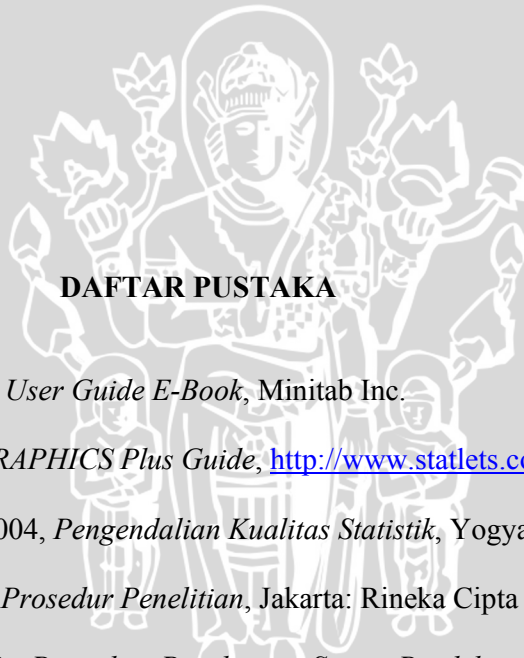 DAFTAR PUSTAKA
User Guide E-Book, Minitab Inc.
RAPHICS Plus Guide, http://www.statlets.co
004, Pengendalian Kualitas Statistik, Yogya
Prosedur Penelitian, Jakarta: Rineka Cipta